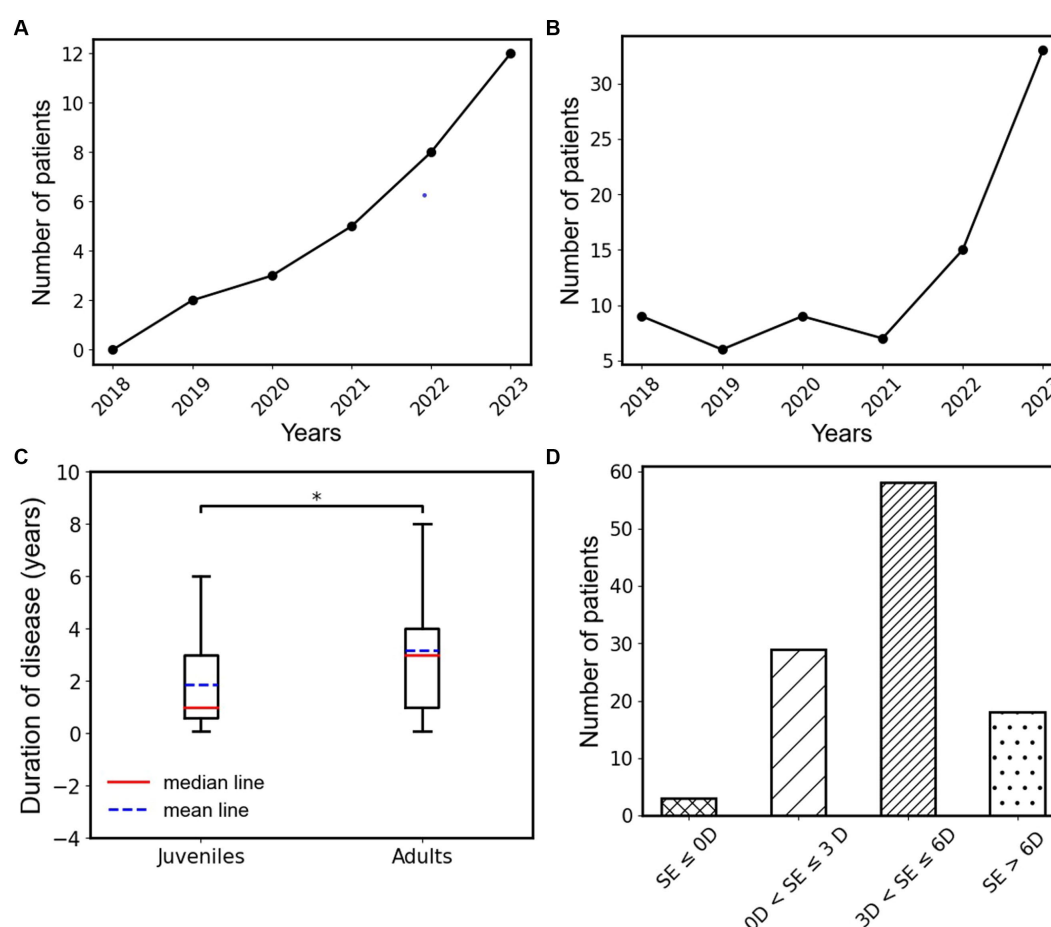 A
Number of patients
12
10
8
6
4
2
0
2018
2019
2020
2021
2022
2023
Years
B
Number of patients
30
25
20
15
10
5
2018
2019
2020
2021
2022
Years
C
Duration of disease (years)
10
8
6
4
2
0
−2
−4
*
median line
mean line
Juveniles
Adults
D
Number of patients
60
50
40
30
20
10
0
SE ≤ 0D
0D < SE ≤ 3 D
3D < SE ≤ 6D
SE > 6D